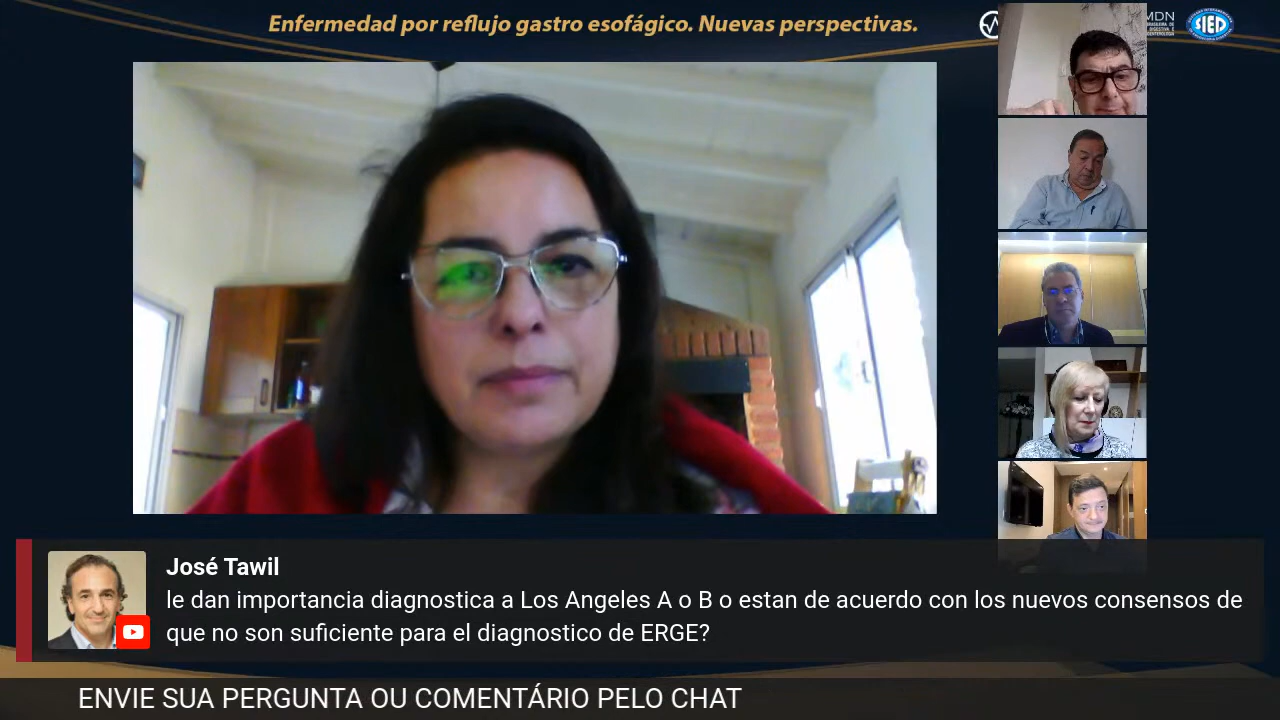 Enfermedad por reflujo gastro esofágico. Nuevas perspectivas.
MDN
SIED
José Tawil
le dan importancia diagnostica a Los Angeles A o B o estan de acuerdo con los nuevos consensos de
que no son suficiente para el diagnostico de ERGE?
ENVIE SUA PERGUNTA OU COMENTÁRIO PELO CHAT